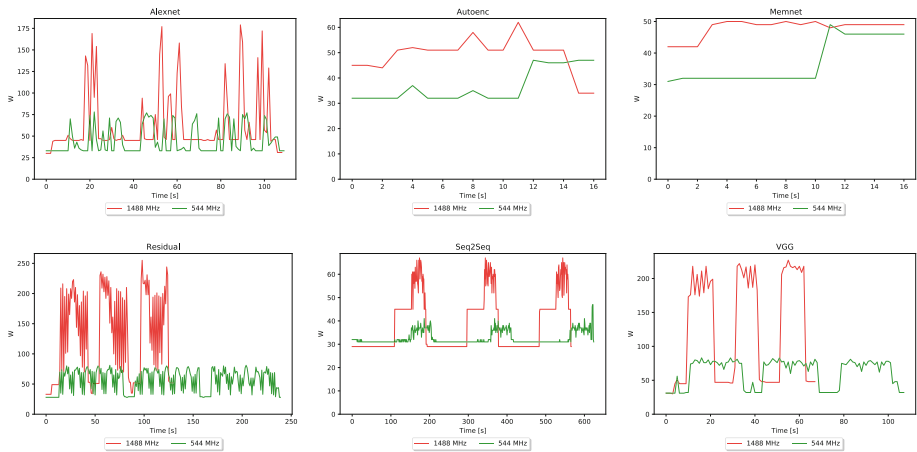 Alexnet
175
150
125
100
75
50
25
0
W
0 20 40 60 80 100
Time [s]
1488 MHz 544 MHz
Autoenc
60
50
40
30
20
10
0
W
0 2 4 6 8 10 12 14 16
Time [s]
1488 MHz 544 MHz
Memnet
50
40
30
20
10
0
W
0 2 4 6 8 10 12 14 16
Time [s]
1488 MHz 544 MHz
Residual
250
200
150
100
50
0
W
0 50 100 150 200 250
Time [s]
1488 MHz 544 MHz
Seq2Seq
60
50
40
30
20
10
0
W
0 100 200 300 400 500 600
Time [s]
1488 MHz 544 MHz
VGG
200
150
100
50
0
W
0 20 40 60 80 100
Time [s]
1488 MHz 544 MHz